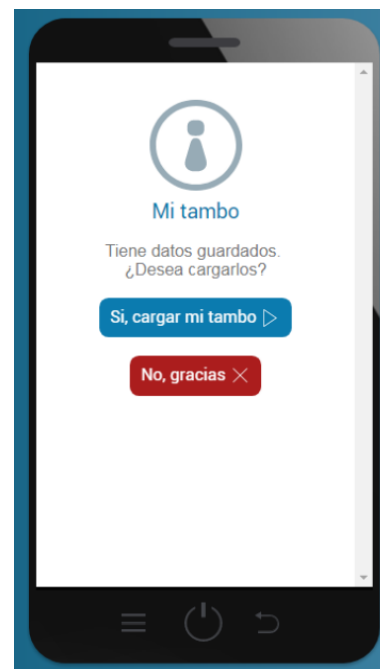 Mi tambo
Tiene datos guardados.
¿Desea cargarlos?
Si, cargar mi tambo
No, gracias